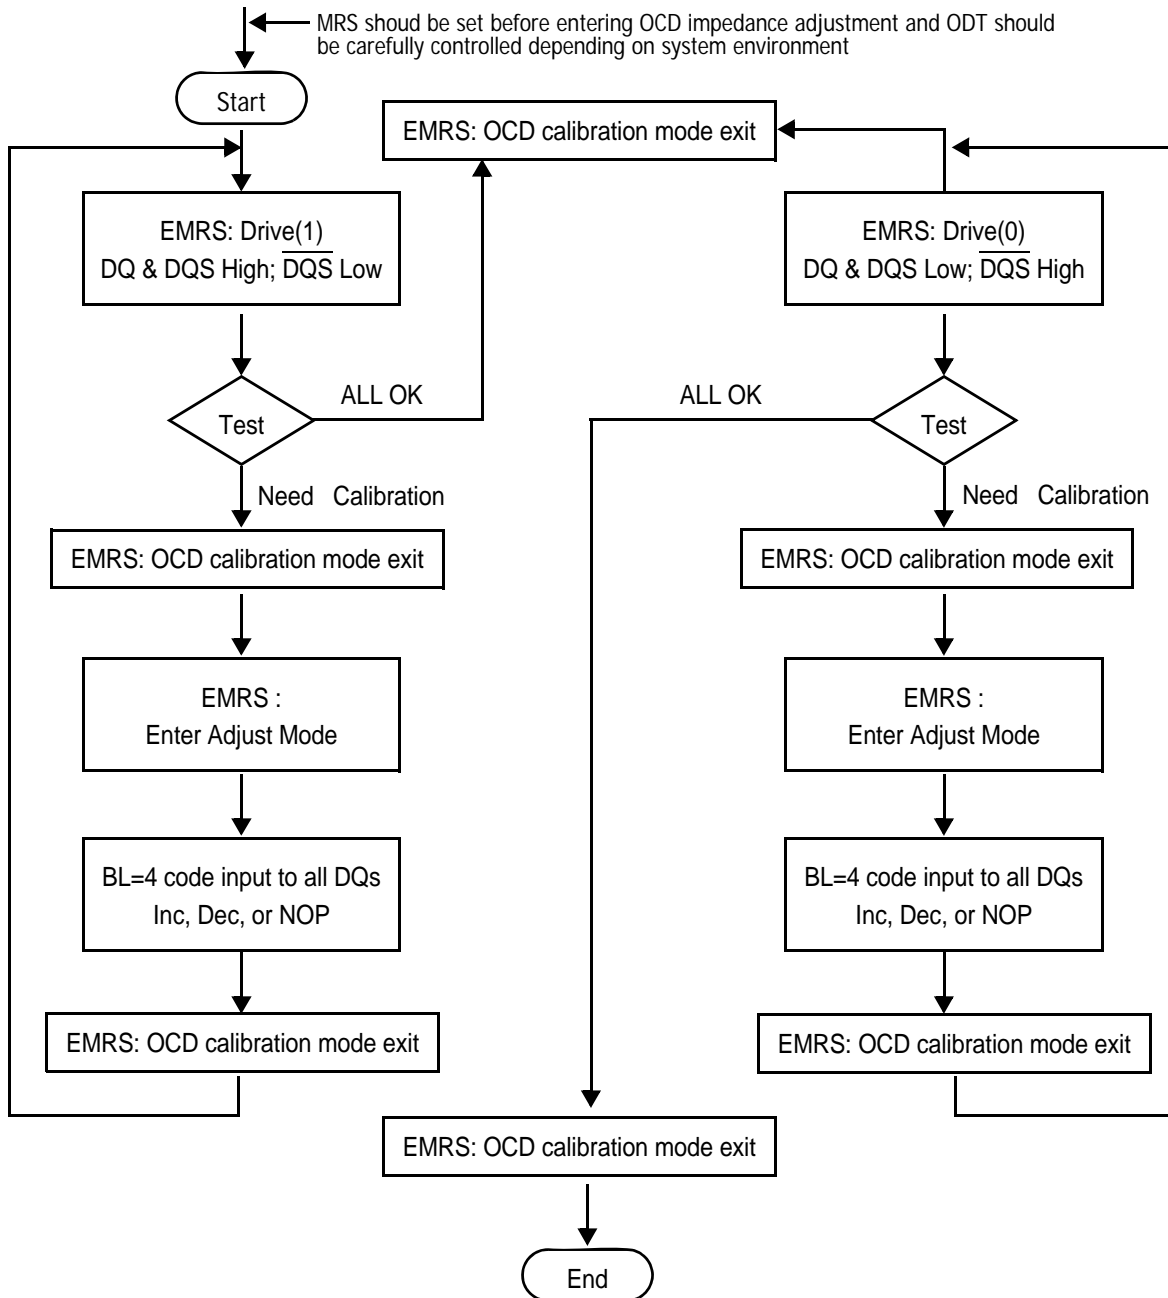 MRS shoud be set before entering OCD impedance adjustment and ODT should
be carefully controlled depending on system environment
Start
EMRS: OCD calibration mode exit
EMRS: Drive(1)
DQ & DQS High; D̅Q̅S̅ Low
EMRS: Drive(0)
DQ & DQS Low; D̅Q̅S̅ High
Test
ALL OK
ALL OK
Test
Need Calibration
Need Calibration
EMRS: OCD calibration mode exit
EMRS: OCD calibration mode exit
EMRS :
Enter Adjust Mode
EMRS :
Enter Adjust Mode
BL=4 code input to all DQs
Inc, Dec, or NOP
BL=4 code input to all DQs
Inc, Dec, or NOP
EMRS: OCD calibration mode exit
EMRS: OCD calibration mode exit
EMRS: OCD calibration mode exit
End